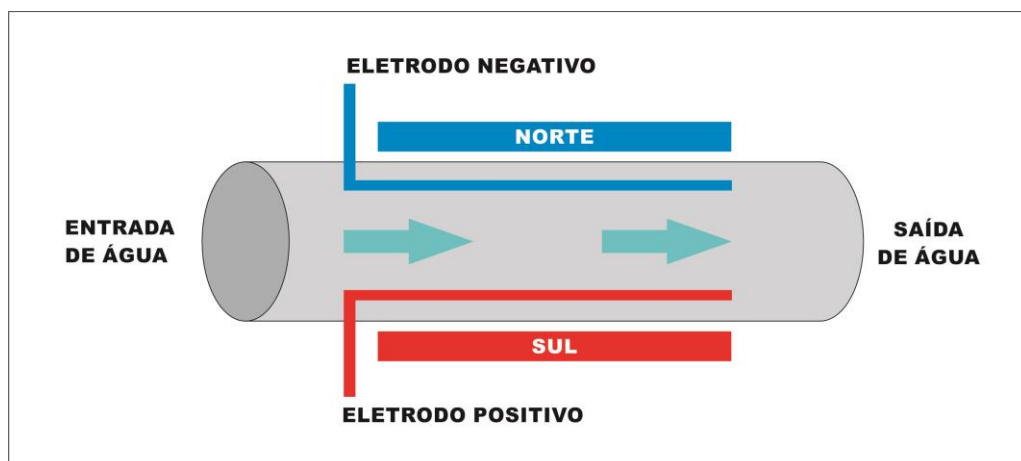 ELETRODO NEGATIVO
NORTE
ENTRADA
DE ÁGUA
SAÍDA
DE ÁGUA
SUL
ELETRODO POSITIVO